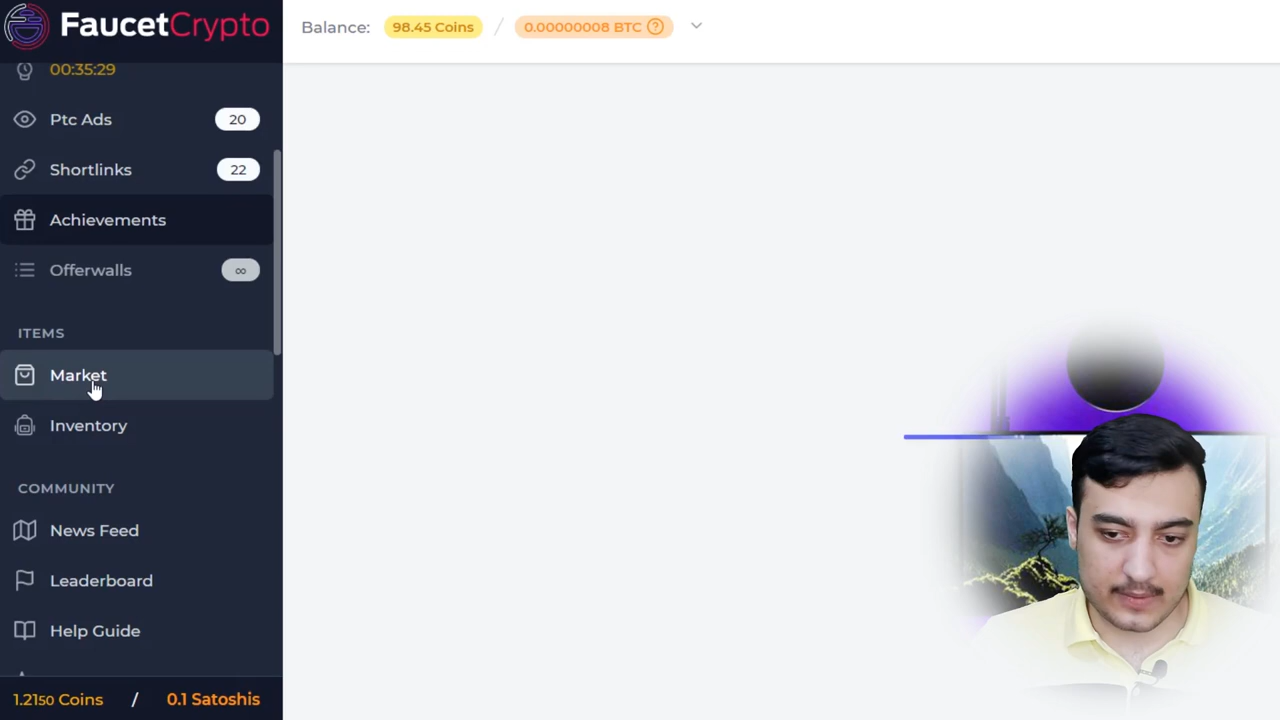 FaucetCrypto
Balance: 98.45 Coins / 0.00000008 BTC
00:35:29
Ptc Ads 20
Shortlinks 22
Achievements
Offerwalls ∞
ITEMS
Market
Inventory
COMMUNITY
News Feed
Leaderboard
Help Guide
1.2150 Coins / 0.1 Satoshis